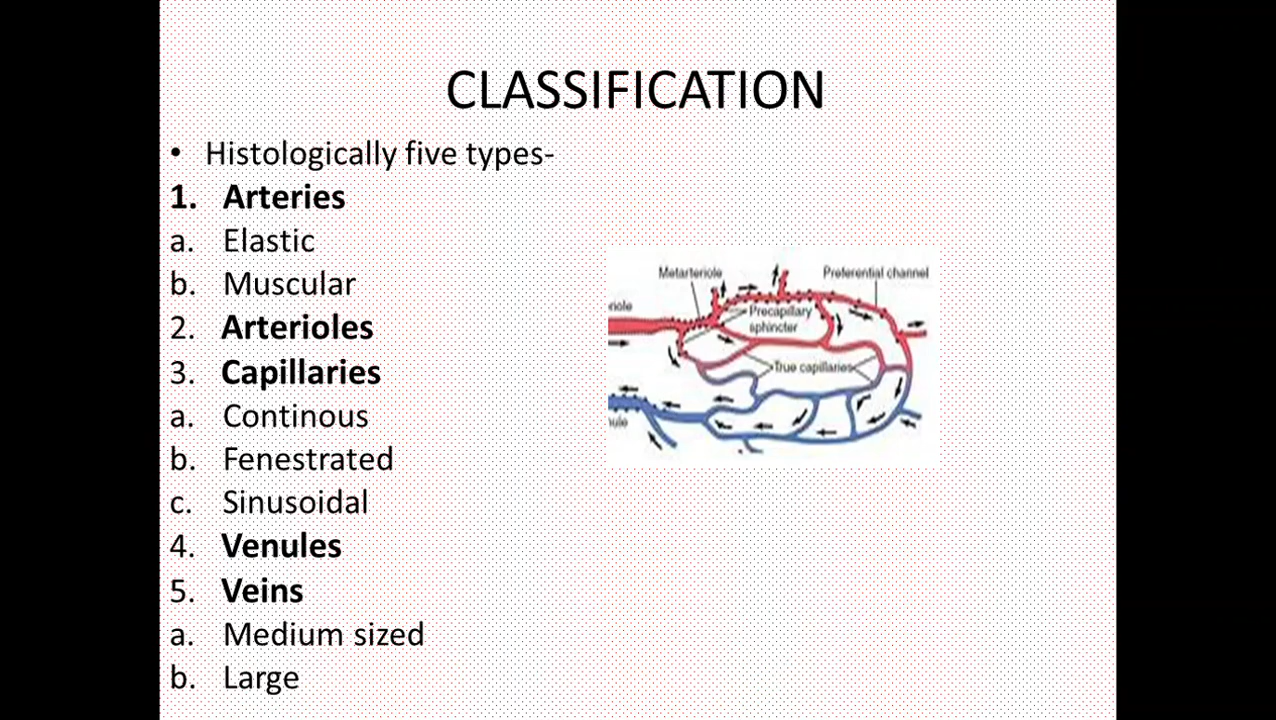 CLASSIFICATION
• Histologically five types-
1. Arteries
a. Elastic
b. Muscular
2. Arterioles
3. Capillaries
a. Continous
b. Fenestrated
c. Sinusoidal
4. Venules
5. Veins
a. Medium sized
b. Large
Metarteriole
Preferential channel
Precapillary
sphincter
True capillaries